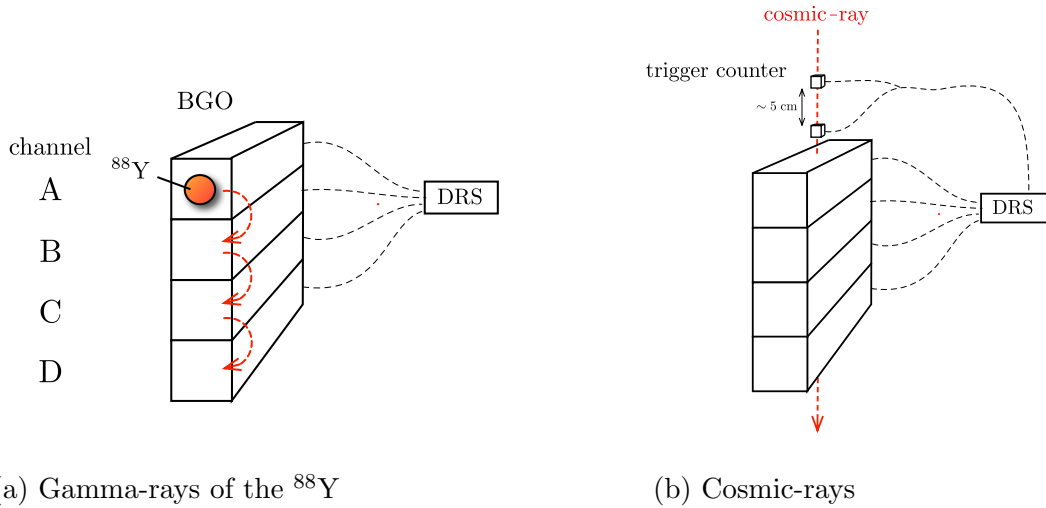 BGO
channel
⁸⁸Y
A
B
C
D
DRS
a) Gamma-rays of the ⁸⁸Y
cosmic-ray
trigger counter
~ 5 cm
DRS
(b) Cosmic-rays